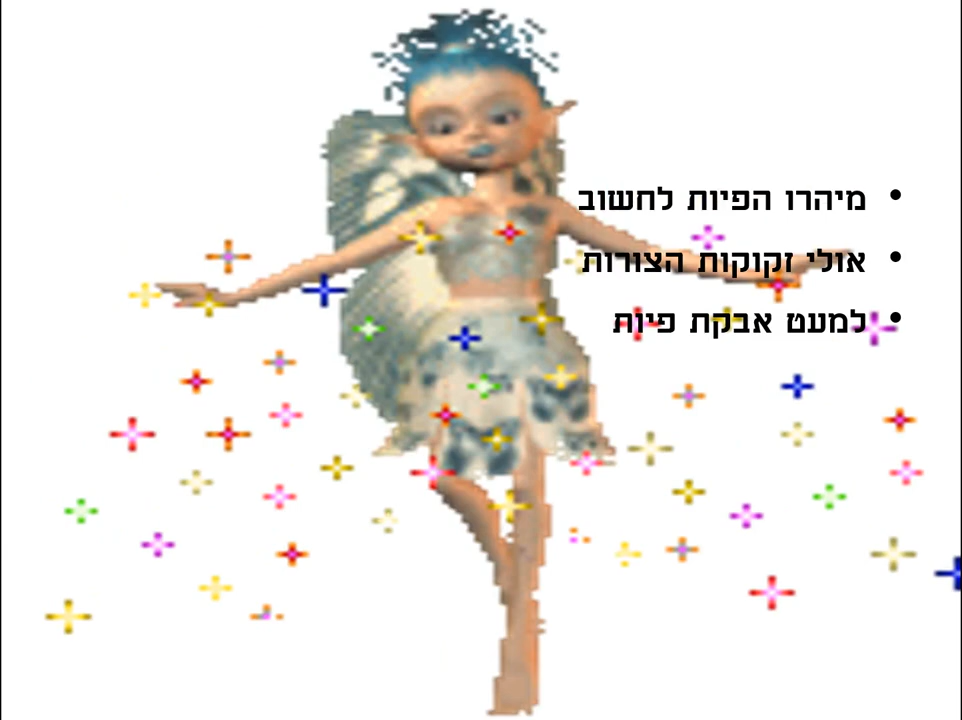 • מיהרו הפיות לחשוב
• אולי זקוקות הצורות
• למעט אבקת פיות